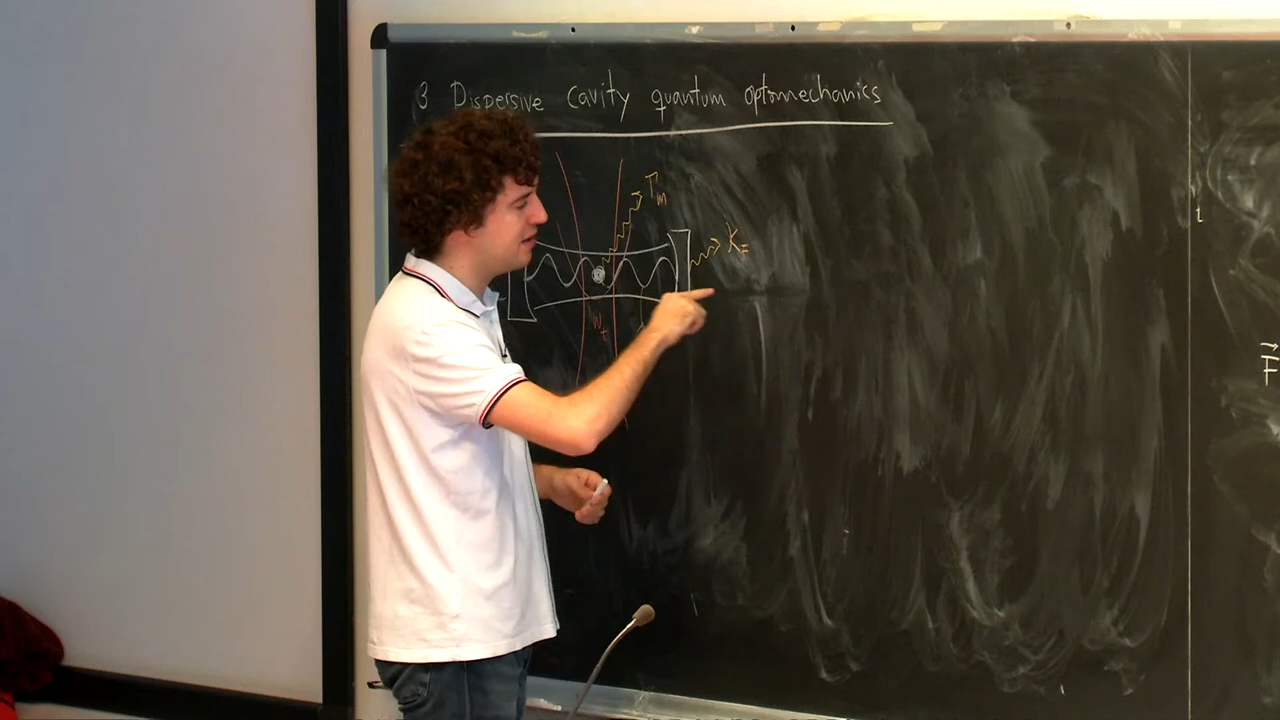 3 Dispersive cavity quantum optomechanics
Γm
K
ωt
t
F⃗